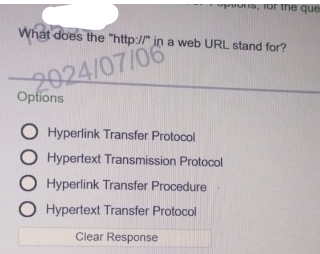 options, for the que
What does the "http://" in a web URL stand for?
2024/07/06
Options
Hyperlink Transfer Protocol
Hypertext Transmission Protocol
Hyperlink Transfer Procedure
Hypertext Transfer Protocol
Clear Response